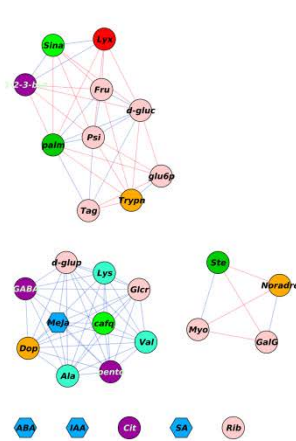 Sina
Lyx
-2-3-b
Fru
d-gluc
Psi
palm
glu6p
Tag
Trypn
d-glup
Lys
GABA
Glcr
MeJa
cafq
Dop
Val
Ala
pento
Ste
Noradre
Myo
GalG
ABA
IAA
Cit
SA
Rib